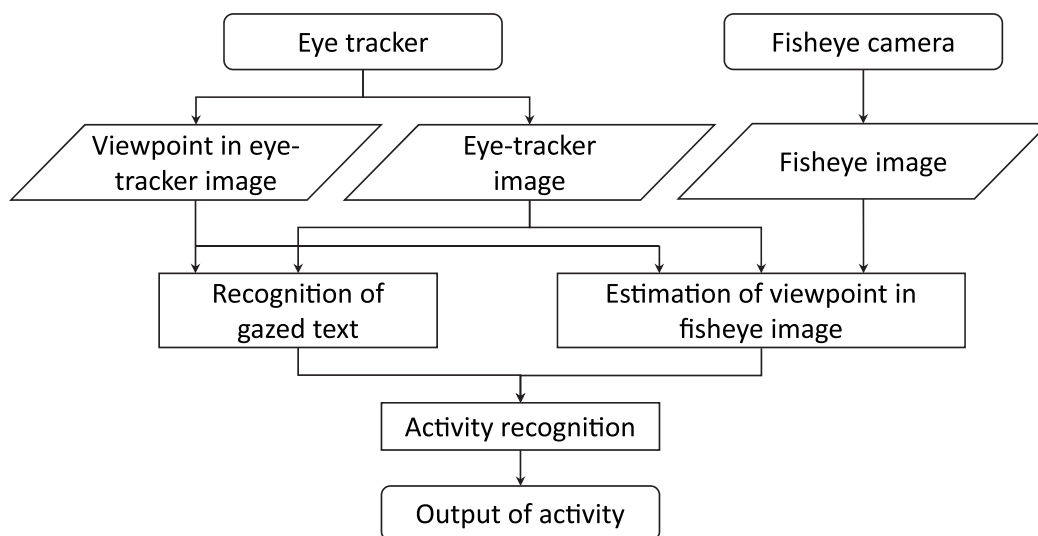 Eye tracker
Fisheye camera
Viewpoint in eye-
tracker image
Eye-tracker
image
Fisheye image
Recognition of
gazed text
Estimation of viewpoint in
fisheye image
Activity recognition
Output of activity